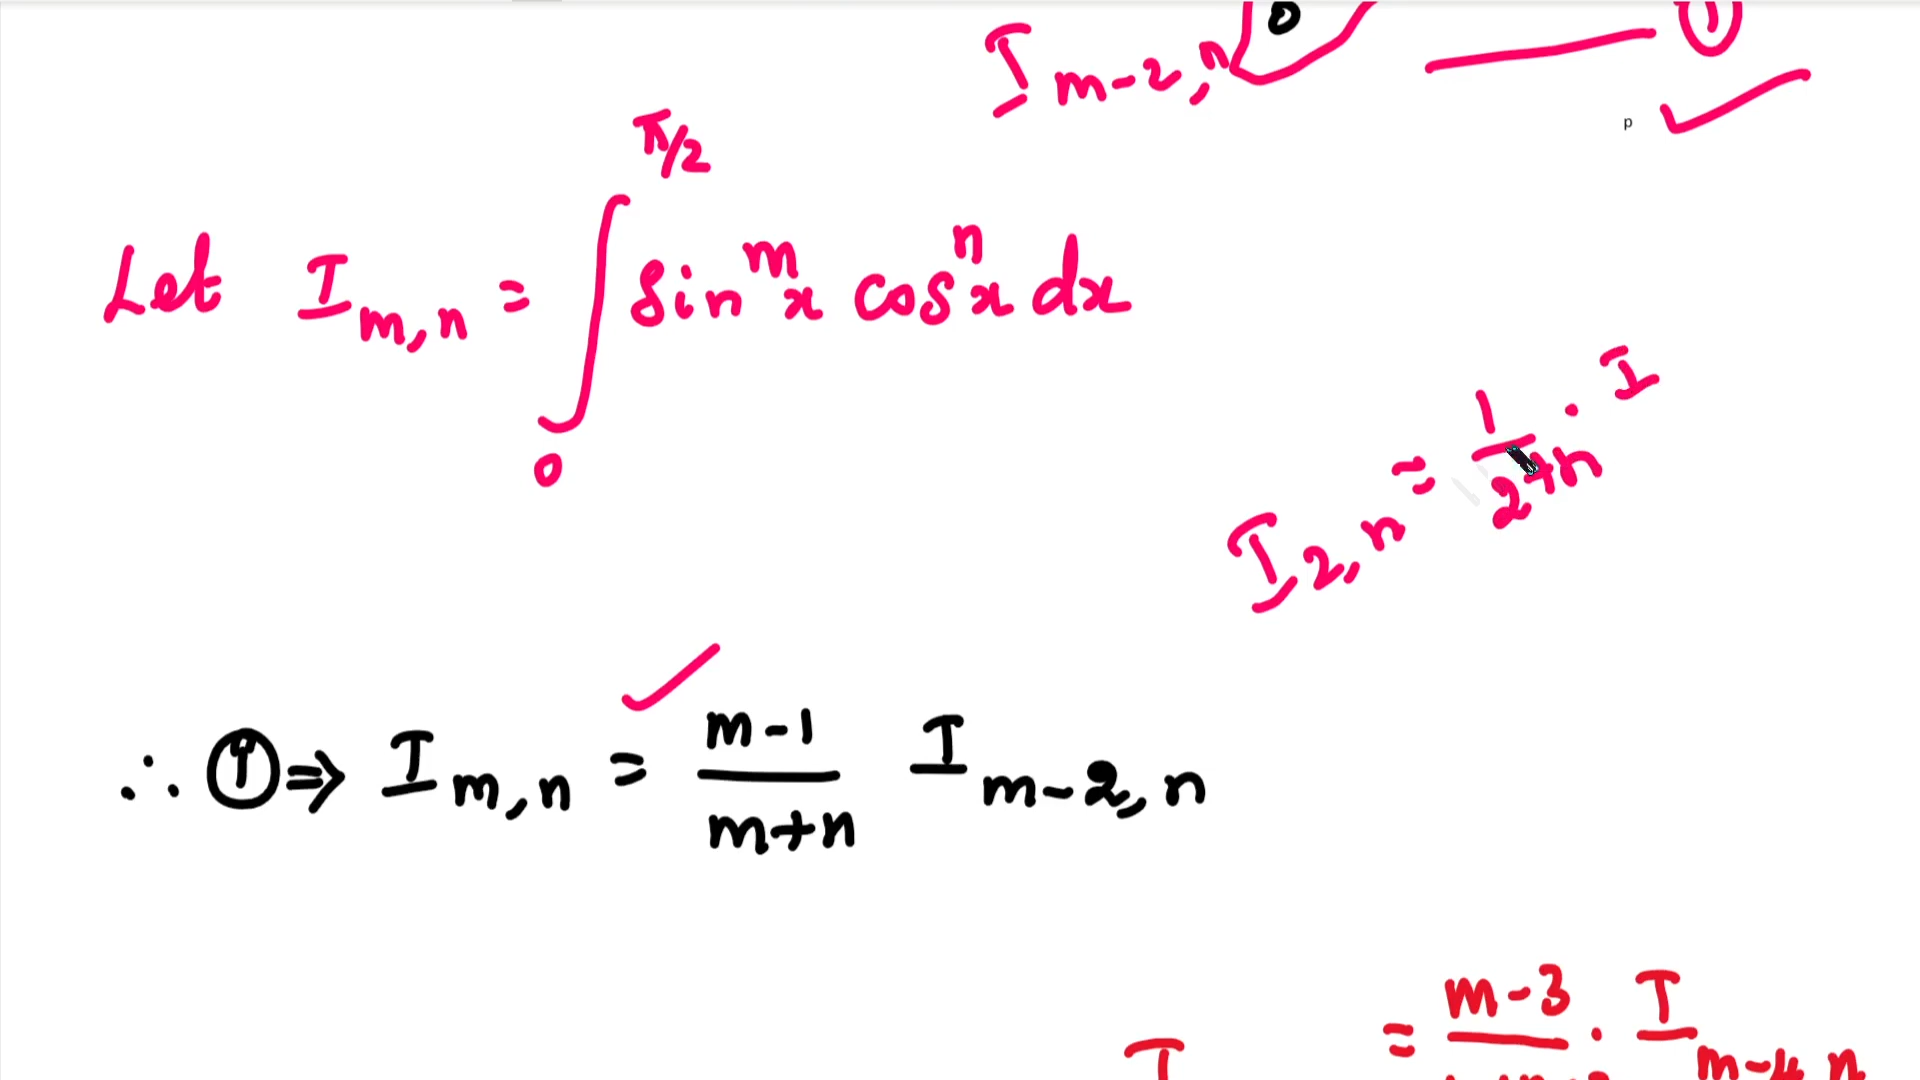 I m-2, n 0 ①
p
Let I m,n = ∫ 0 π/2 sin^m x cos^n x dx
I 2,n = 1/2+n · I
∴ ① ⇒ I m,n = m-1/m+n I m-2, n
I = m-3/ · I m-4, n